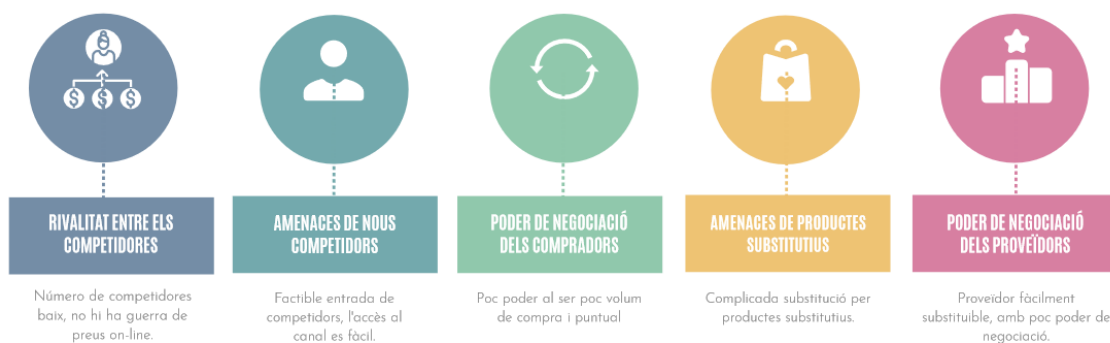 RIVALITAT ENTRE ELS
COMPETIDORES
Número de competidores
baix, no hi ha guerra de
preus on-line.
AMENACES DE NOUS
COMPETIDORS
Factible entrada de
competidors, l'accès al
canal es fàcil.
PODER DE NEGOCIACIÓ
DELS COMPRADORS
Poc poder al ser poc volum
de compra i puntual
AMENACES DE PRODUCTES
SUBSTITUTIUS
Complicada substitució per
productes substitutius.
PODER DE NEGOCIACIÓ
DELS PROVEÏDORS
Proveïdor fàcilment
substituible, amb poc poder de
negociació.